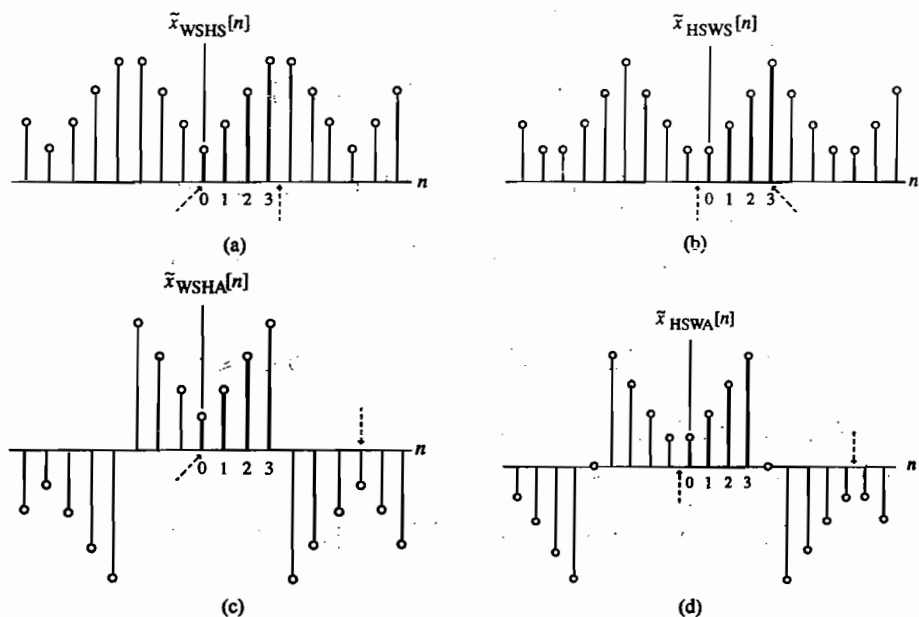 x̃WSHS[n]
x̃HSWS[n]
n
n
0 1 2 3
0 1 2 3
(a)
(b)
x̃WSHA[n]
x̃HSWA[n]
n
n
0 1 2 3
0 1 2 3
(c)
(d)